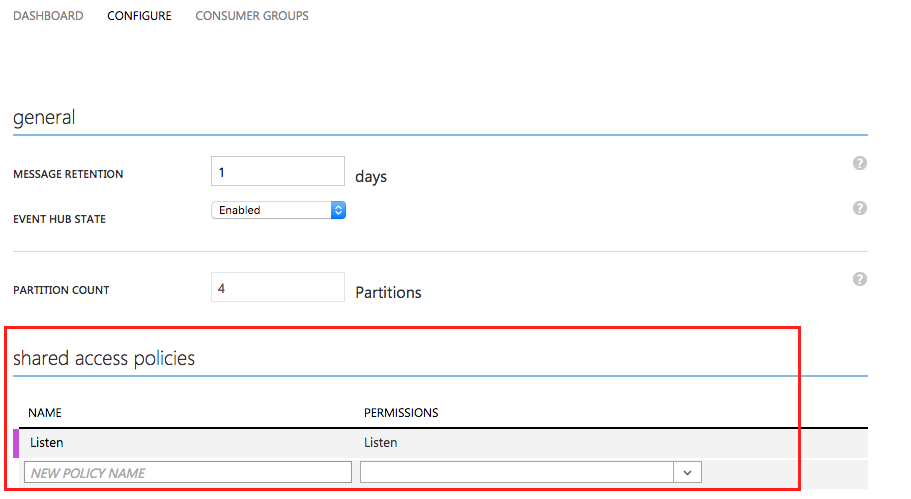 DASHBOARD CONFIGURE CONSUMER GROUPS
general
MESSAGE RETENTION 1 days ?
EVENT HUB STATE Enabled ?
PARTITION COUNT 4 Partitions ?
shared access policies
NAME PERMISSIONS
Listen Listen
NEW POLICY NAME